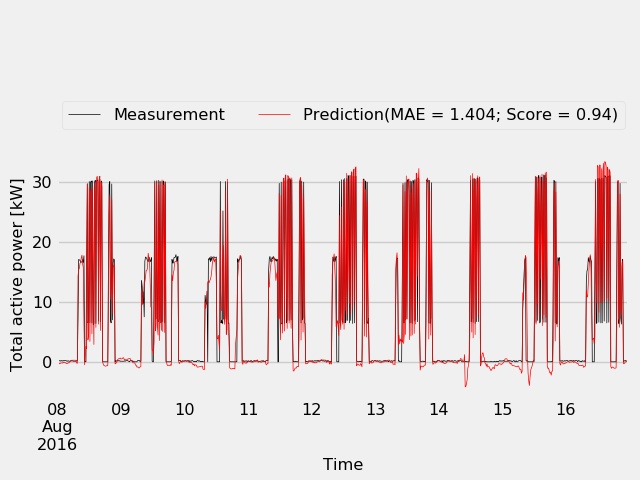 Measurement
Prediction(MAE = 1.404; Score = 0.94)
Total active power [kW]
30
20
10
0
08 09 10 11 12 13 14 15 16
Aug
2016
Time